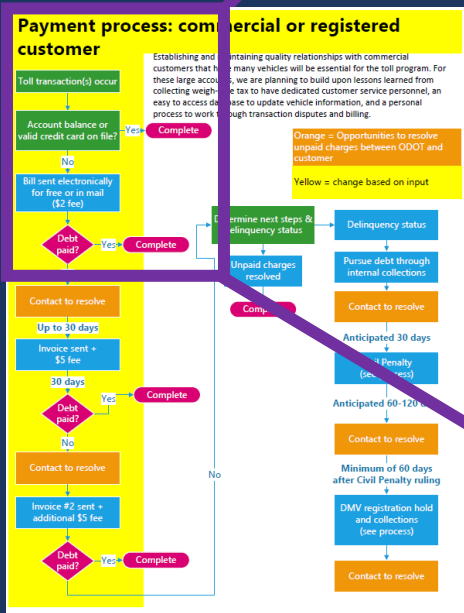 Payment process: commercial or registered
customer
Establishing and maintaining quality relationships with commercial
customers that have many vehicles will be essential for the toll program. For
these large accounts, we are planning to build upon lessons learned from
collecting weigh- tax to have dedicated customer service personnel, an
easy to access database to update vehicle information, and a personal
process to work through transaction disputes and billing.
Toll transaction(s) occur
Account balance or
valid credit card on file?
Yes
Complete
No
Bill sent electronically
for free or in mail
($2 fee)
Debt
paid?
Yes
Complete
Contact to resolve
Up to 30 days
Invoice sent +
$5 fee
30 days
Debt
paid?
Yes
Complete
No
Contact to resolve
Invoice #2 sent +
additional $5 fee
Debt
paid?
Yes
Complete
No
Orange = Opportunities to resolve
unpaid charges between ODOT and
customer
Yellow = change based on input
Determine next steps &
delinquency status
Unpaid charges
resolved
Complete
Delinquency status
Pursue debt through
internal collections
Contact to resolve
Anticipated 30 days
Civil Penalty
(see process)
Anticipated 60-120
Contact to resolve
Minimum of 60 days
after Civil Penalty ruling
DMV registration hold
and collections
(see process)
Contact to resolve